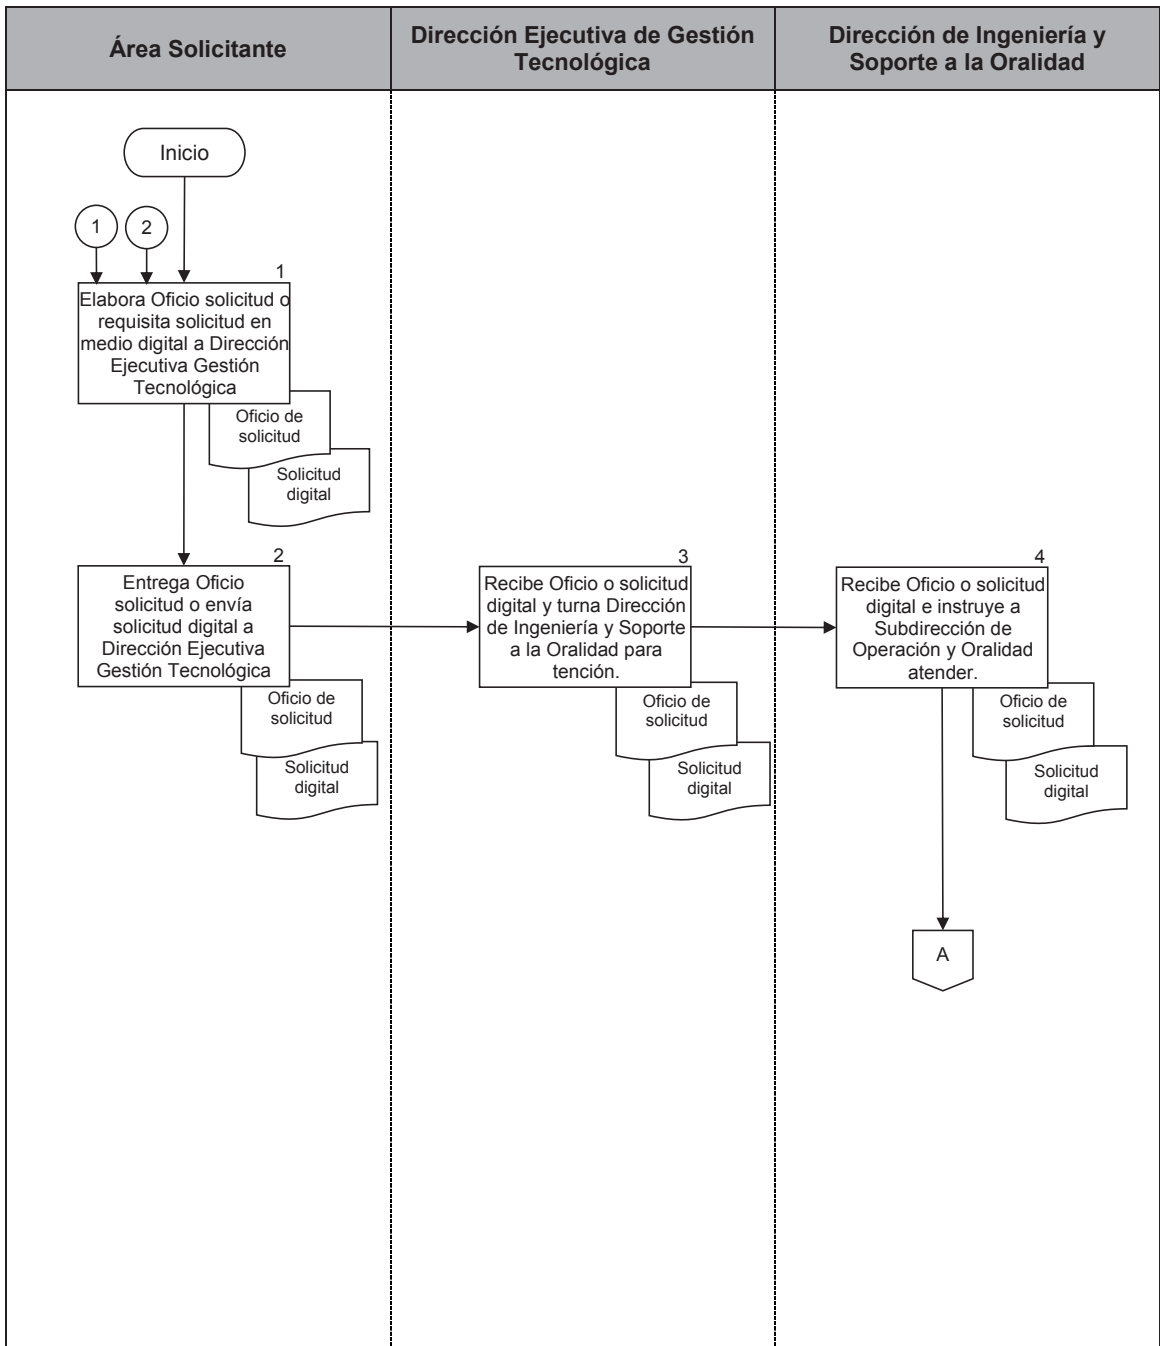 Área Solicitante
Dirección Ejecutiva de Gestión
Tecnológica
Dirección de Ingeniería y
Soporte a la Oralidad
Inicio
1
2
1
Elabora Oficio solicitud o
requisita solicitud en
medio digital a Dirección
Ejecutiva Gestión
Tecnológica
Oficio de
solicitud
Solicitud
digital
2
Entrega Oficio
solicitud o envía
solicitud digital a
Dirección Ejecutiva
Gestión Tecnológica
Oficio de
solicitud
Solicitud
digital
3
Recibe Oficio o solicitud
digital y turna Dirección
de Ingeniería y Soporte
a la Oralidad para
tención.
Oficio de
solicitud
Solicitud
digital
4
Recibe Oficio o solicitud
digital e instruye a
Subdirección de
Operación y Oralidad
atender.
Oficio de
solicitud
Solicitud
digital
A